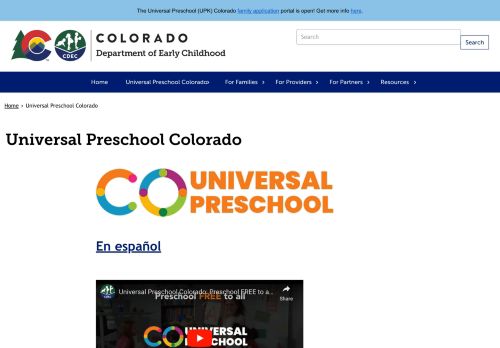 The Universal Preschool (UPK) Colorado family application portal is open! Get more info here.
COLORADO
Department of Early Childhood
CO
CDEC
Search
Search
Home
Universal Preschool Colorado
For Families
For Providers
For Partners
Resources
Home › Universal Preschool Colorado
Universal Preschool Colorado
CO UNIVERSAL
PRESCHOOL
En español
Universal Preschool Colorado: Preschool FREE to a...
Share
Preschool FREE to all
CO UNIVERSAL
PRESCHOOL